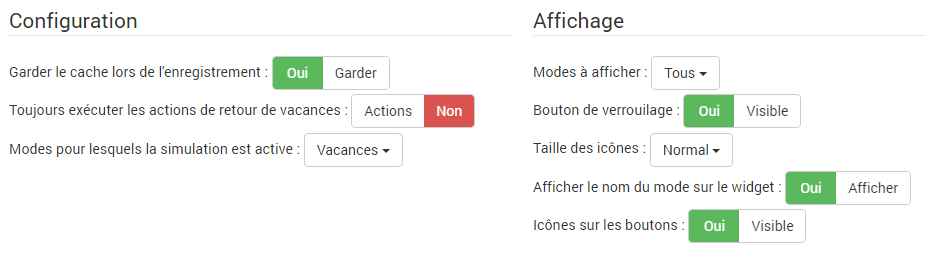 Configuration
Garder le cache lors de l'enregistrement : Oui Garder
Toujours exécuter les actions de retour de vacances : Actions Non
Modes pour lesquels la simulation est active : Vacances
Affichage
Modes à afficher : Tous
Bouton de verrouilage : Oui Visible
Taille des icônes : Normal
Afficher le nom du mode sur le widget : Oui Afficher
Icônes sur les boutons : Oui Visible